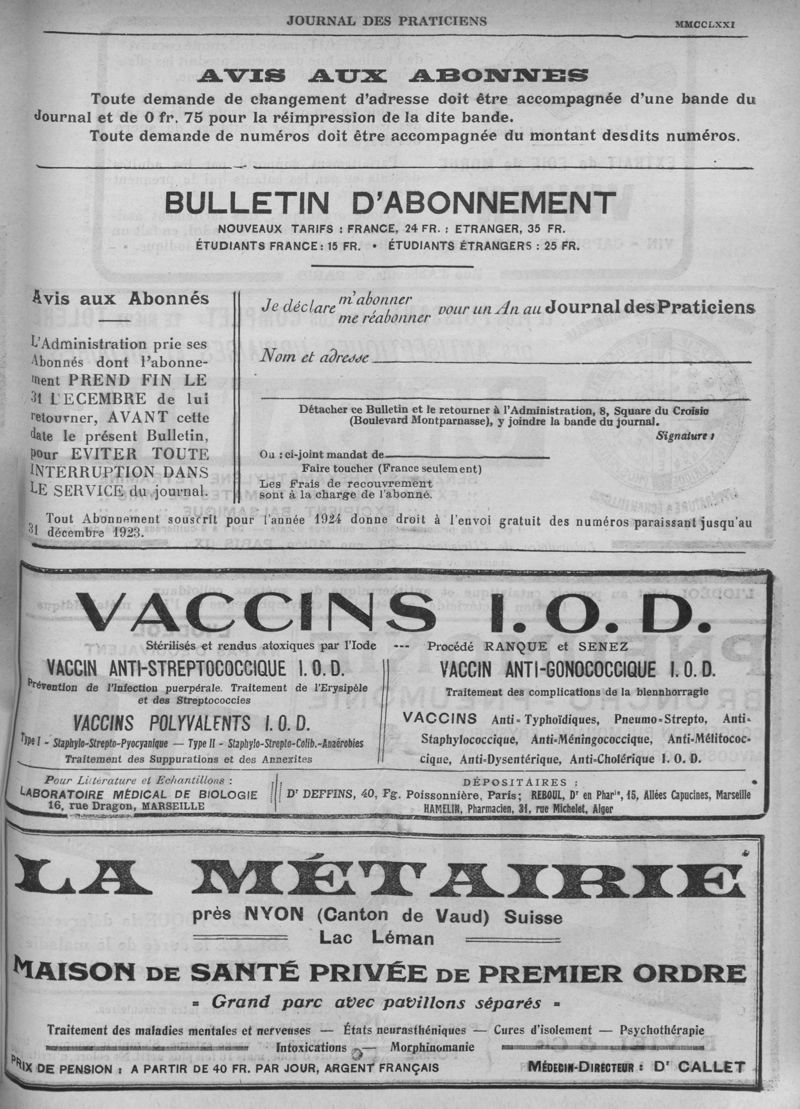 JOURNAL DES PRATICIENS
MMCCLXXI
AVIS AUX ABONNES
Toute demande de changement d'adresse doit être accompagnée d'une bande du
Journal et de 0 fr. 75 pour la réimpression de la dite bande.
Toute demande de numéros doit être accompagnée du montant desdits numéros.
BULLETIN D'ABONNEMENT
NOUVEAUX TARIFS : FRANCE, 24 FR. : ETRANGER, 35 FR.
ÉTUDIANTS FRANCE : 15 FR. • ÉTUDIANTS ÉTRANGERS : 25 FR.
Avis aux Abonnés
L'Administration prie ses
Abonnés dont l'abonne-
ment PREND FIN LE
31 LECEMBRE de lui
retourner, AVANT cette
date le présent Bulletin,
pour EVITER TOUTE
INTERRUPTION DANS
LE SERVICE du journal.
Je déclare m'abonner
me réabonner pour un An au Journal des Praticiens
Nom et adresse
Détacher ce Bulletin et le retourner à l'Administration, 8, Square du Croisic
(Boulevard Montparnasse), y joindre la bande du journal.
Signature :
Ou : ci-joint mandat de
Faire toucher (France seulement)
Les Frais de recouvrement
sont à la charge de l'abonné.
Tout Abonnement souscrit pour l'année 1924 donne droit à l'envoi gratuit des numéros paraissant jusqu'au
31 décembre 1923.
VACCINS I.O.D.
Stérilisés et rendus atoxiques par l'Iode --- Procédé RANQUE et SENEZ
VACCIN ANTI-STREPTOCOCCIQUE I.O.D.
Prévention de l'Infection puerpérale. Traitement de l'Erysipèle
et des Streptococcies
VACCINS POLYVALENTS I.O.D.
Type I - Staphylo-Strepto-Pyocyanique — Type II - Staphylo-Strepto-Colib.-Anaérobies
Traitement des Suppurations et des Annexites
VACCIN ANTI-GONOCOCCIQUE I.O.D.
Traitement des complications de la blennhorragie
VACCINS Anti-Typhoïdiques, Pneumo-Strepto, Anti-
Staphylococcique, Anti-Méningococcique, Anti-Mélitococ-
cique, Anti-Dysentérique, Anti-Cholérique I.O.D.
Pour Littérature et Echantillons :
LABORATOIRE MÉDICAL DE BIOLOGIE
16, rue Dragon, MARSEILLE
DÉPOSITAIRES :
Dr DEFFINS, 40, Fg. Poissonnière, Paris; REBOUL, Dr en Phar<sup>ie</sup>, 15, Allées Capucines, Marseille
HAMELIN, Pharmacien, 31, rue Michelet, Alger
LA MÉTAIRIE
près NYON (Canton de Vaud) Suisse
Lac Léman
MAISON DE SANTÉ PRIVÉE DE PREMIER ORDRE
= Grand parc avec pavillons séparés =
Traitement des maladies mentales et nerveuses — États neurasthéniques — Cures d'isolement — Psychothérapie
Intoxications — Morphinomanie
PRIX DE PENSION : A PARTIR DE 40 FR. PAR JOUR, ARGENT FRANÇAIS
MÉDECIN-DIRECTEUR : Dr CALLET